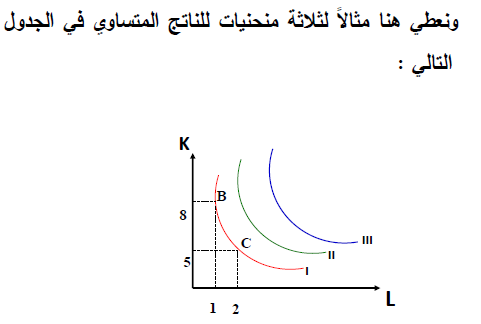 ونعطي هنا مثالاً لثلاثة منحنيات للناتج المتساوي في الجدول
التالي :
K
B
8
C
III
II
5
I
L
1 2